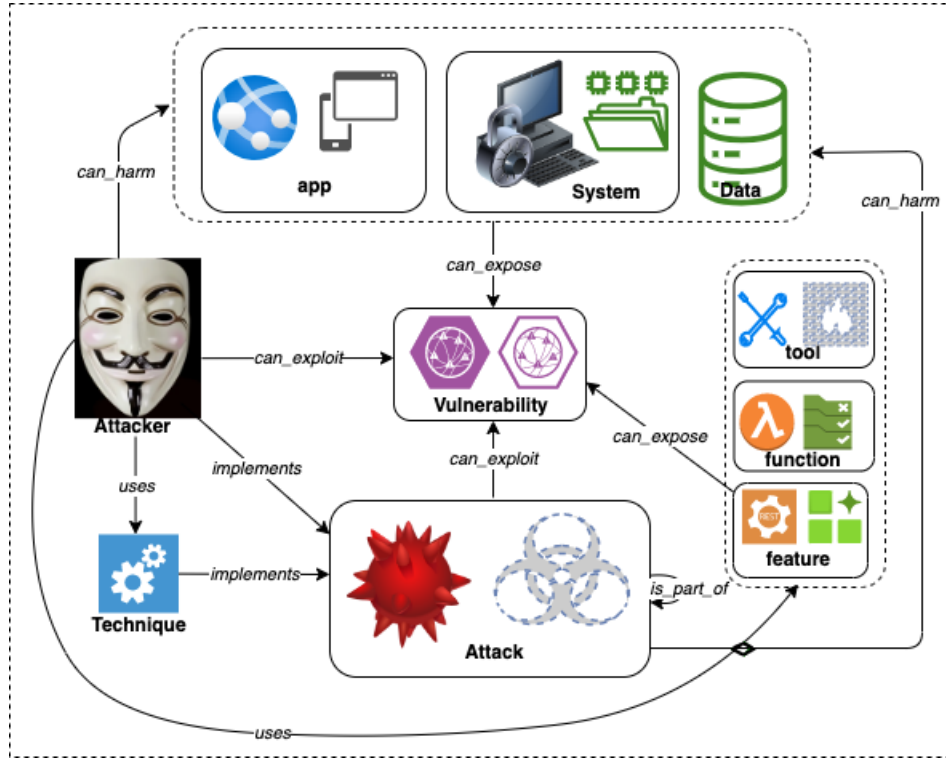 app
System
Data
can_harm
can_harm
can_expose
tool
can_exploit
Vulnerability
Attacker
can_expose
function
can_exploit
implements
uses
REST
feature
implements
is_part_of
Technique
Attack
uses